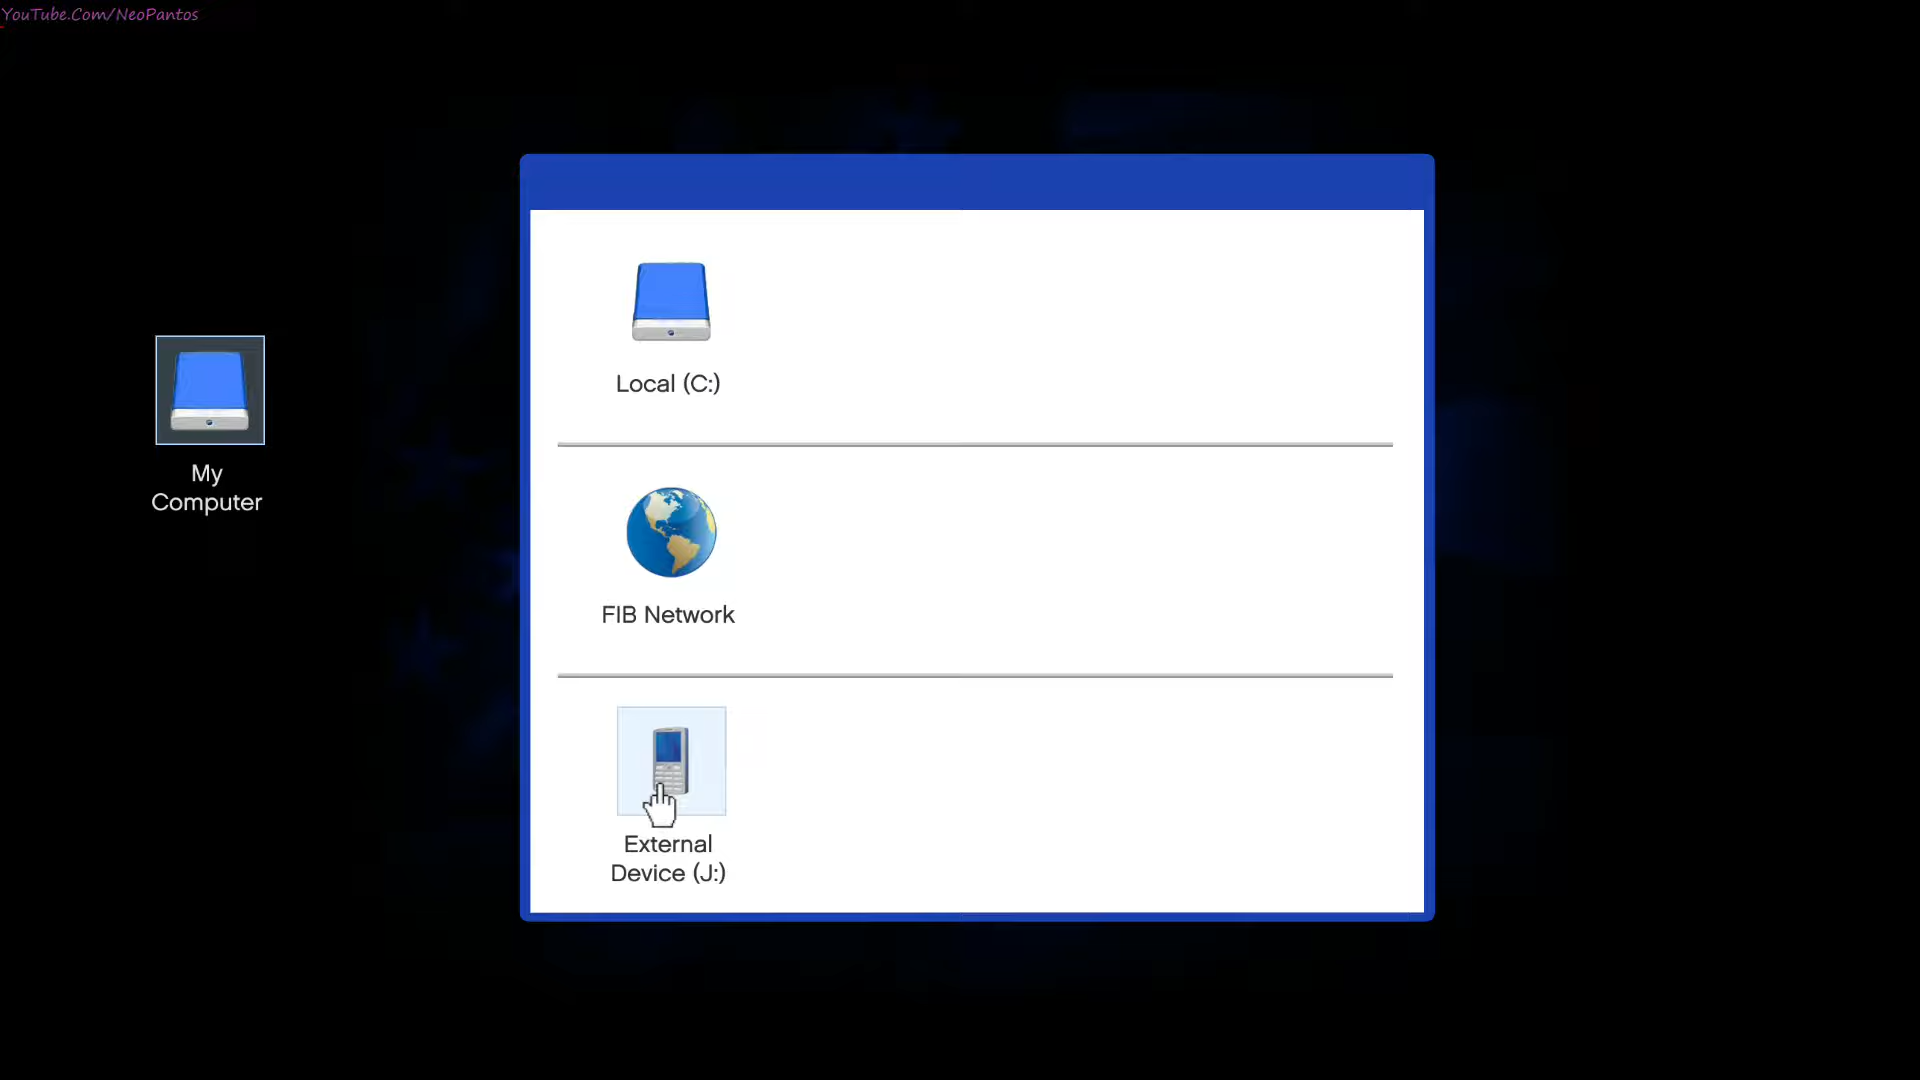 YouTube.Com/NeoPantos
My
Computer
Local (C:)
FIB Network
External
Device (J:)